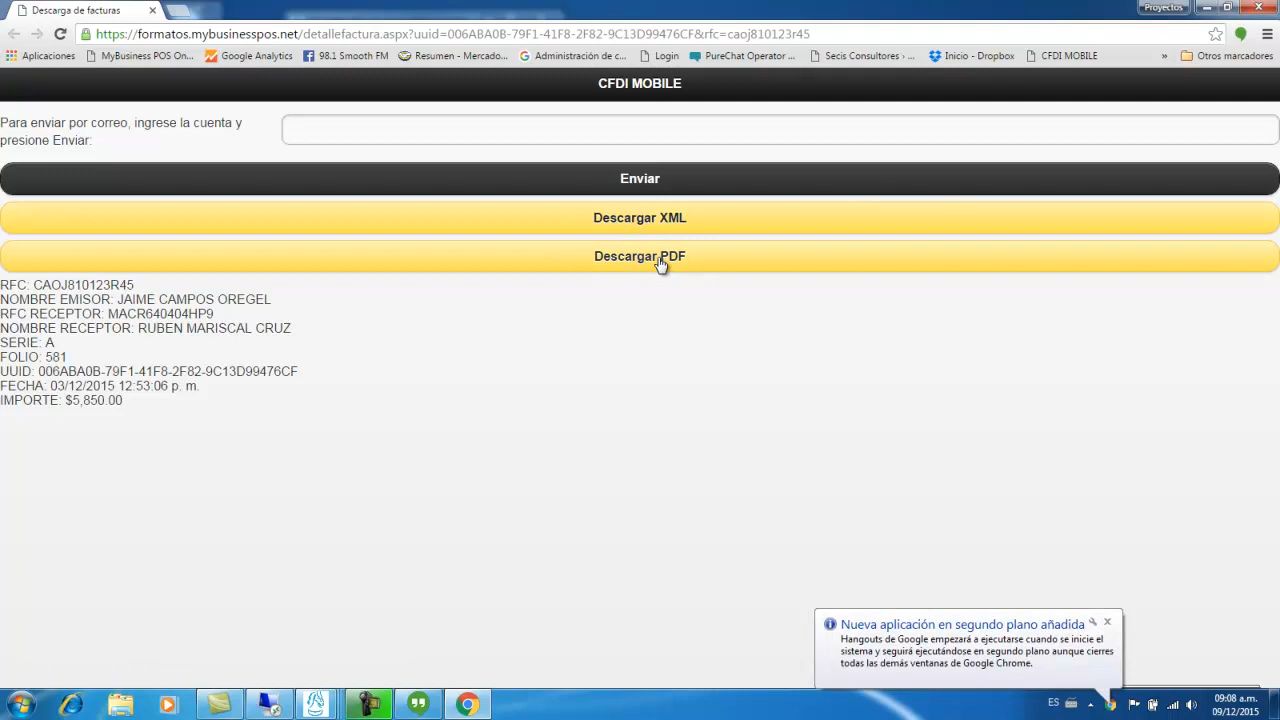 Descarga de facturas
Proyectos
https://formatos.mybusinesspos.net/detallefactura.aspx?uuid=006ABA0B-79F1-41F8-2F82-9C13D99476CF&rfc=caoj810123r45
Aplicaciones MyBusiness POS On... Google Analytics 98.1 Smooth FM Resumen - Mercado... Administración de c... Login PureChat Operator ... Secis Consultores › ... Inicio - Dropbox CFDI MOBILE » Otros marcadores
CFDI MOBILE
Para enviar por correo, ingrese la cuenta y
presione Enviar:
Enviar
Descargar XML
Descargar PDF
RFC: CAOJ810123R45
NOMBRE EMISOR: JAIME CAMPOS OREGEL
RFC RECEPTOR: MACR640404HP9
NOMBRE RECEPTOR: RUBEN MARISCAL CRUZ
SERIE: A
FOLIO: 581
UUID: 006ABA0B-79F1-41F8-2F82-9C13D99476CF
FECHA: 03/12/2015 12:53:06 p. m.
IMPORTE: $5,850.00
Nueva aplicación en segundo plano añadida
Hangouts de Google empezará a ejecutarse cuando se inicie el
sistema y seguirá ejecutándose en segundo plano aunque cierres
todas las demás ventanas de Google Chrome.
ES
09:08 a.m.
09/12/2015